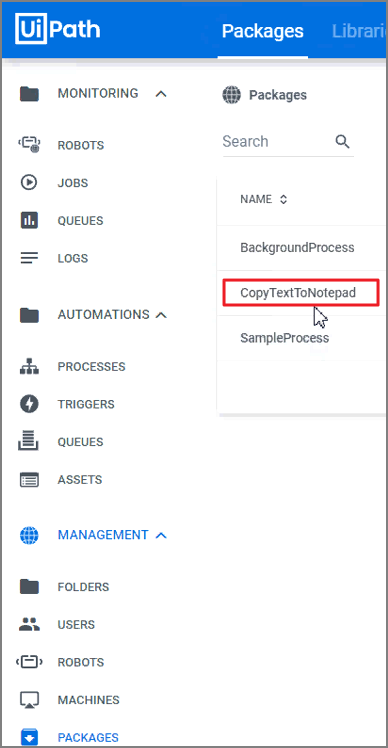 UiPath
Packages Librari
MONITORING
ROBOTS
JOBS
QUEUES
LOGS
AUTOMATIONS
PROCESSES
TRIGGERS
QUEUES
ASSETS
MANAGEMENT
FOLDERS
USERS
ROBOTS
MACHINES
PACKAGES
Packages
Search
NAME
BackgroundProcess
CopyTextToNotepad
SampleProcess